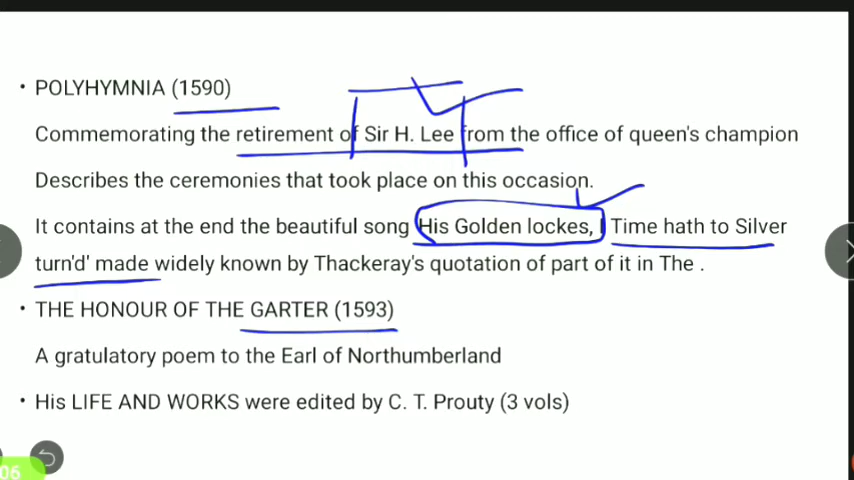 • POLYHYMNIA (1590)
Commemorating the retirement of Sir H. Lee from the office of queen's champion
Describes the ceremonies that took place on this occasion.
It contains at the end the beautiful song 'His Golden lockes, Time hath to Silver
turn'd' made widely known by Thackeray's quotation of part of it in The .
• THE HONOUR OF THE GARTER (1593)
A gratulatory poem to the Earl of Northumberland
• His LIFE AND WORKS were edited by C. T. Prouty (3 vols)
06